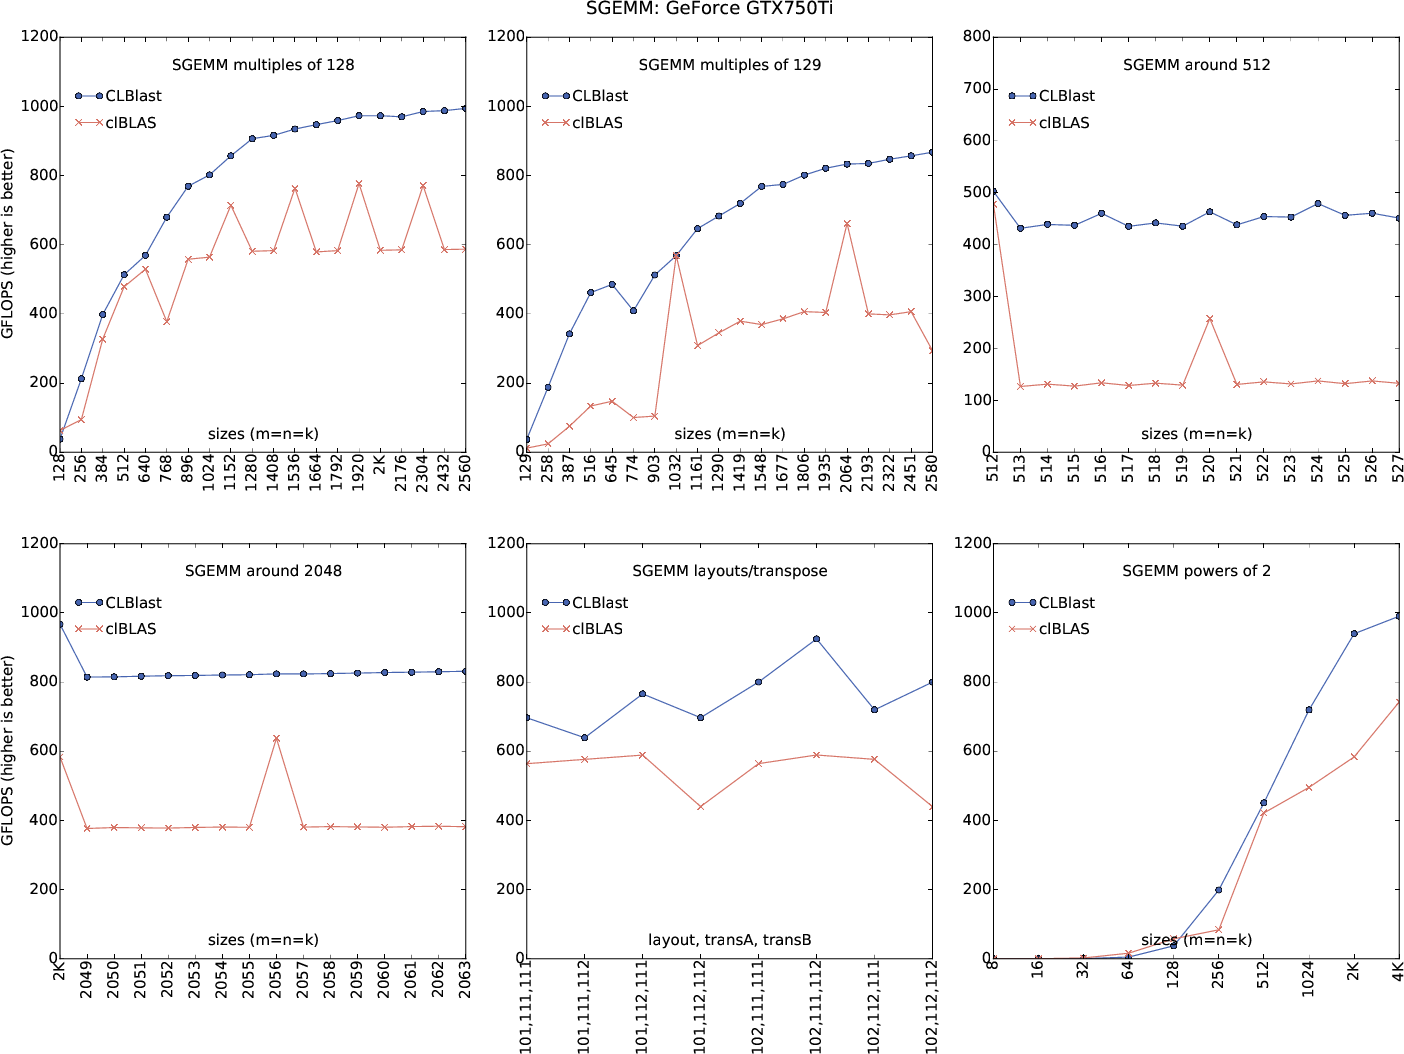 SGEMM: GeForce GTX750Ti
SGEMM multiples of 128
CLBlast
clBLAS
GFLOPS (higher is better)
1200
1000
800
600
400
200
0
sizes (m=n=k)
128 256 384 512 640 768 896 1024 1152 1280 1408 1536 1664 1792 1920 2K 2176 2304 2432 2560
SGEMM multiples of 129
CLBlast
clBLAS
1200
1000
800
600
400
200
0
sizes (m=n=k)
129 258 387 516 645 774 903 1032 1161 1290 1419 1548 1677 1806 1935 2064 2193 2322 2451 2580
SGEMM around 512
CLBlast
clBLAS
800
700
600
500
400
300
200
100
0
sizes (m=n=k)
512 513 514 515 516 517 518 519 520 521 522 523 524 525 526 527
SGEMM around 2048
CLBlast
clBLAS
GFLOPS (higher is better)
1200
1000
800
600
400
200
0
sizes (m=n=k)
2K 2049 2050 2051 2052 2053 2054 2055 2056 2057 2058 2059 2060 2061 2062 2063
SGEMM layouts/transpose
CLBlast
clBLAS
1200
1000
800
600
400
200
0
layout, transA, transB
101,111,111 101,111,112 101,112,111 101,112,112 102,111,111 102,111,112 102,112,111 102,112,112
SGEMM powers of 2
CLBlast
clBLAS
1200
1000
800
600
400
200
0
sizes (m=n=k)
8 16 32 64 128 256 512 1024 2K 4K